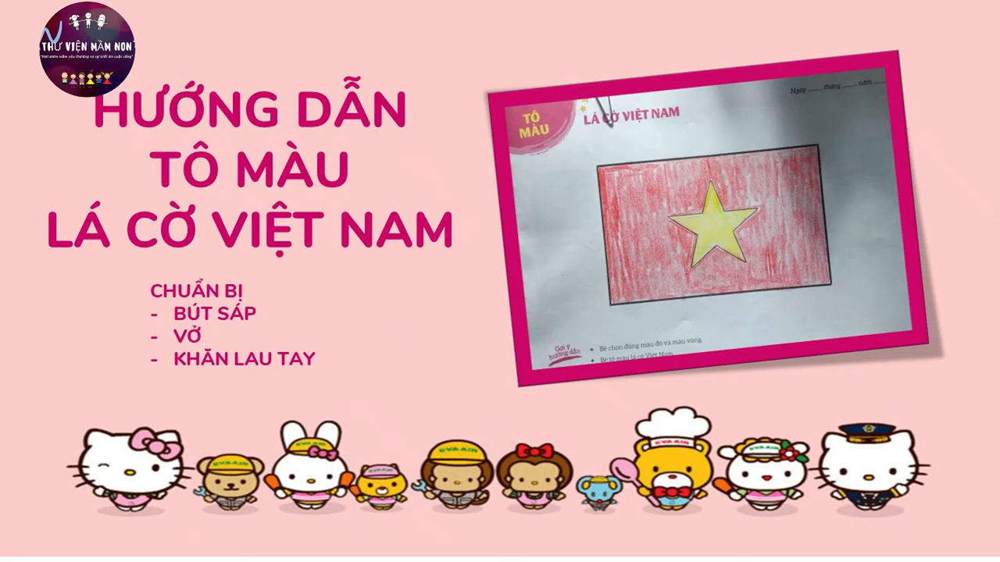 THƯ VIỆN MẦM NON
"Nơi ươm mầm yêu thương và sự biết ơn cuộc sống"
HƯỚNG DẪN
TÔ MÀU
LÁ CỜ VIỆT NAM
CHUẨN BỊ
- BÚT SÁP
- VỞ
- KHĂN LAU TAY
Ngày ...... tháng ...... năm ......
TÔ
MÀU
LÁ CỜ VIỆT NAM
Gợi ý
hướng dẫn
Bé chọn đúng màu đỏ và màu vàng.
Bé tô màu lá cờ Việt Nam
EVA AIR
EVA AIR
EVA AIR
EVA AIR
EVA AIR
EVA AIR